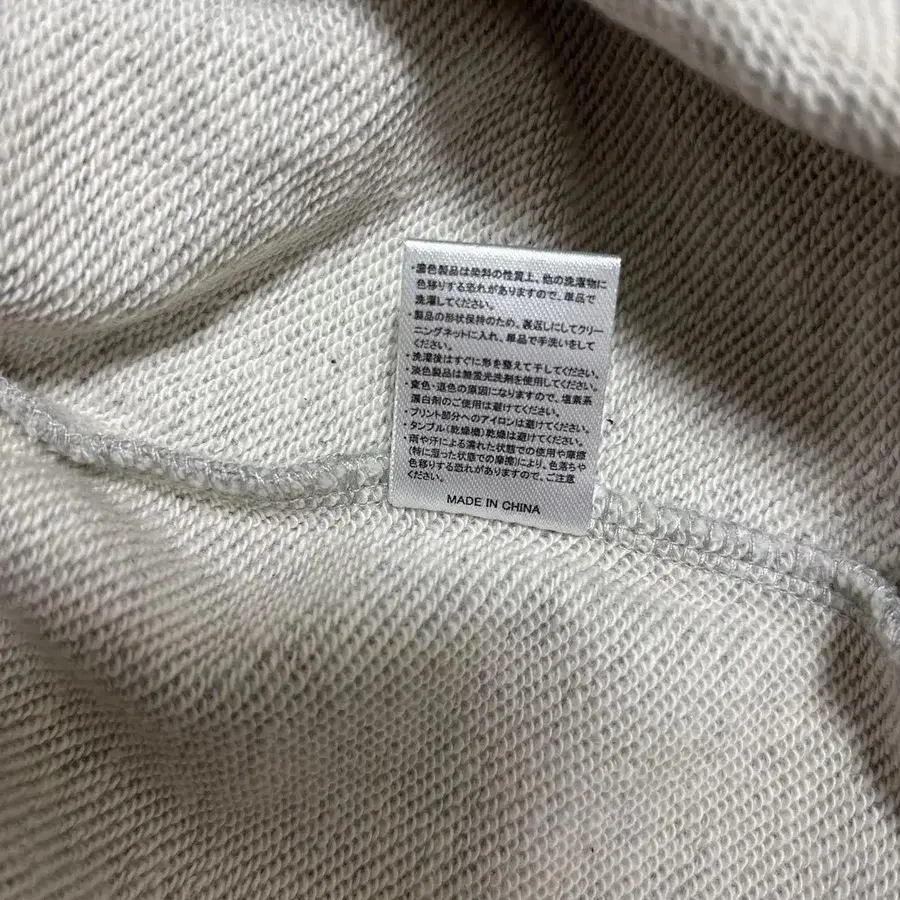 ・濃色製品は染料の性質上、他の洗濯物に
色移りする恐れがありますので、単品で
洗濯してください。
・製品の形状保持のため、裏返しにしてクリー
ニングネットに入れ、単品で手洗いをして
ください。
・洗濯後はすぐに形を整えて干してください。
・淡色製品は無蛍光洗剤を使用してください。
・変色・退色の原因になりますので、塩素系
漂白剤のご使用は避けてください。
・プリント部分へのアイロンは避けてください。
・タンブル(乾燥機)乾燥は避けてください。
・雨や汗による濡れた状態での使用や摩擦
(特に湿った状態での摩擦)により、色落ちや
色移りする恐れがありますので、ご注意
ください。
MADE IN CHINA